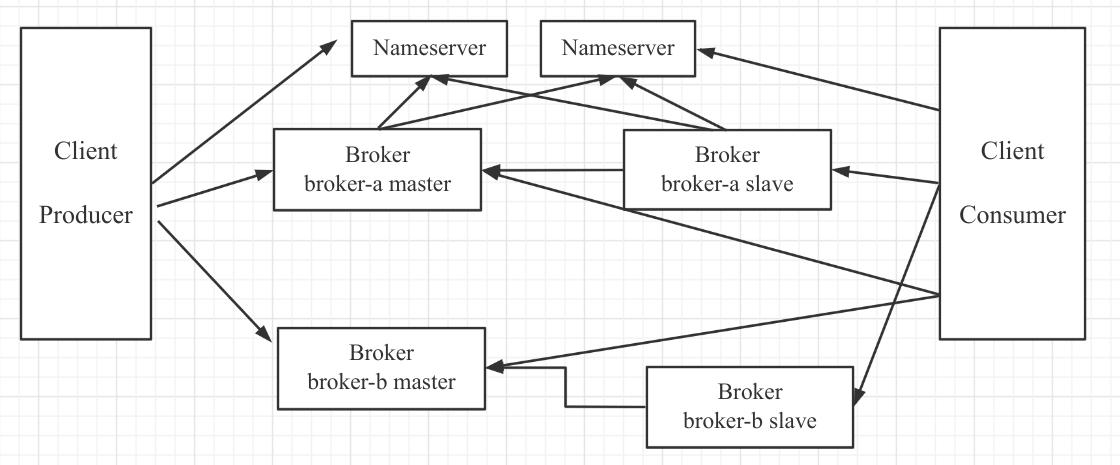 Nameserver
Nameserver
Client
Producer
Broker
broker-a master
Broker
broker-a slave
Client
Consumer
Broker
broker-b master
Broker
broker-b slave